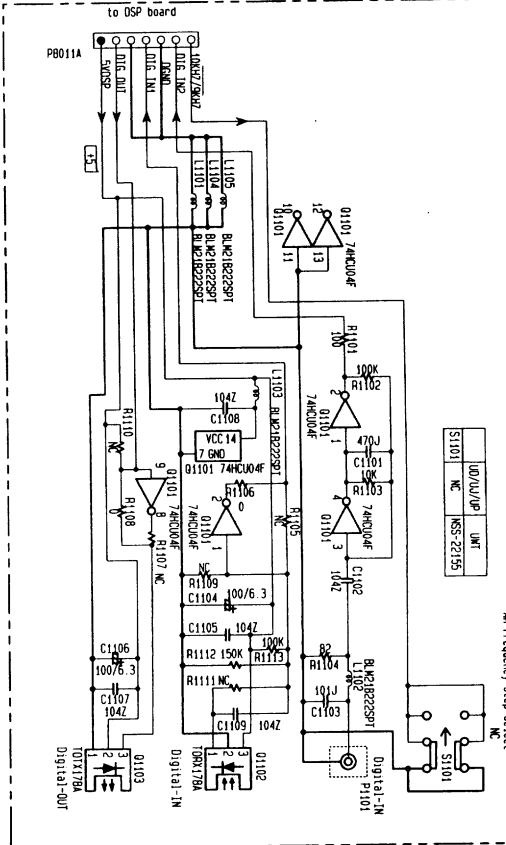 to DSP board
P8011A
5VDSP
DIG OUT
DIG IN1
DGND
DIG IN2
10KHZ/9KHZ
+5
L1101
L1104
L1105
BLM21B222SPT
BLM21B222SPT
BLM21B222SPT
10
12
Q1101
Q1101
74HCU04F
11
13
R1101
100
100K
R1102
2
Q1101
74HCU04F
1
470J
C1101
10K
R1103
4
Q1101
74HCU04F
3
C1102
104Z
UD/UJ/UP
UNT
S1101
NC
MSS-22155
L1103
BLM21B222SPT
104Z
C1108
VCC 14
7 GND
Q1101 74HCU04F
R1106
0
2
Q1101
74HCU04F
1
R1105
NC
NC
R1109
R1110
NC
9
Q1101
74HCU04F
8
R1108
0
R1107 NC
C1104
100/6.3
C1105
104Z
R1112 150K
100K
R1113
R1111 NC
C1109
104Z
C1106
100/6.3
C1107
104Z
82
R1104
L1102
BLM21B222SPT
101J
C1103
1
2
3
Q1103
TOTX178A
Digital-OUT
1
2
3
Q1102
TORX178A
Digital-IN
Digital-IN
P1101
NC
S1101